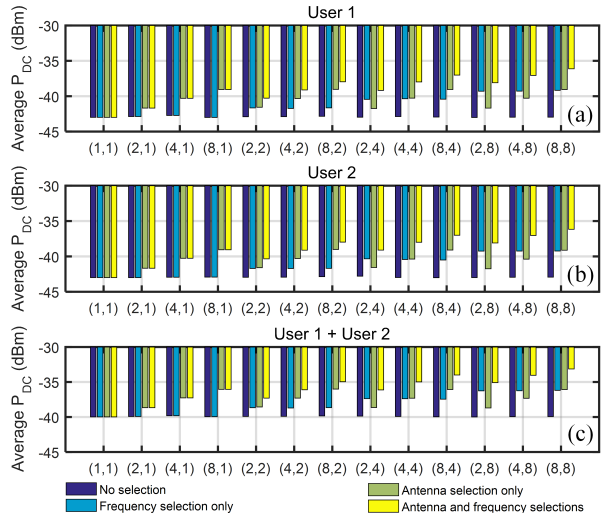 User 1
Average P_DC (dBm)
-30
-35
-40
-45
(a)
(1,1) (2,1) (4,1) (8,1) (2,2) (4,2) (8,2) (2,4) (4,4) (8,4) (2,8) (4,8) (8,8)
User 2
Average P_DC (dBm)
-30
-35
-40
-45
(b)
(1,1) (2,1) (4,1) (8,1) (2,2) (4,2) (8,2) (2,4) (4,4) (8,4) (2,8) (4,8) (8,8)
User 1 + User 2
Average P_DC (dBm)
-30
-35
-40
-45
(c)
(1,1) (2,1) (4,1) (8,1) (2,2) (4,2) (8,2) (2,4) (4,4) (8,4) (2,8) (4,8) (8,8)
No selection
Frequency selection only
Antenna selection only
Antenna and frequency selections